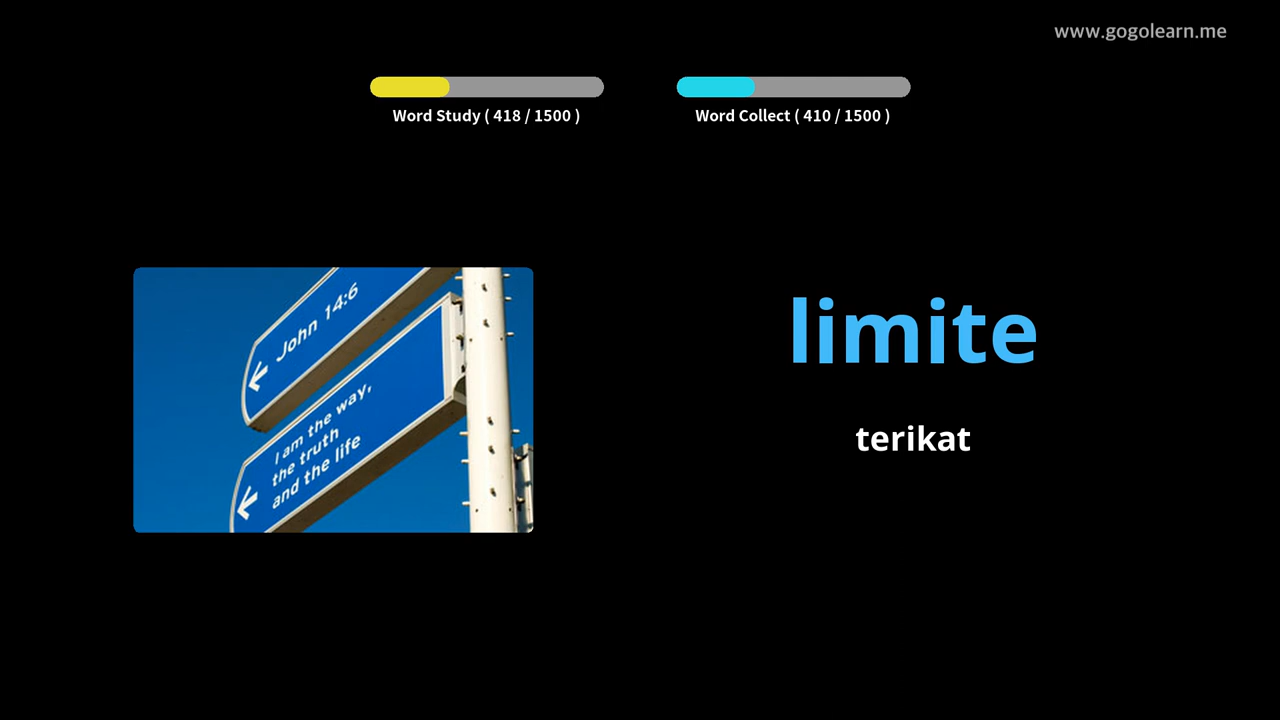 www.gogolearn.me
Word Study ( 418 / 1500 )
Word Collect ( 410 / 1500 )
John 14:6
I am the way,
the truth
and the life
limite
terikat